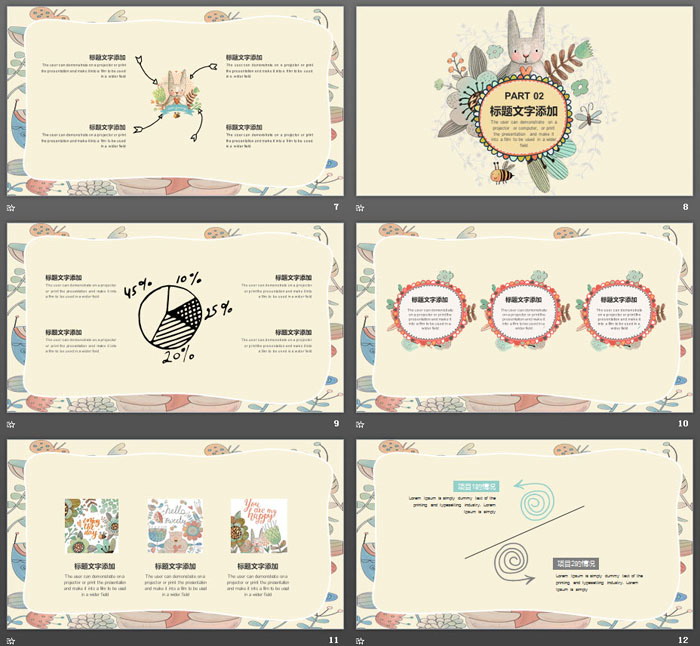 标题文字添加
The user can demonstrate on a projector or print
the presentation and make it into a film to be used
in a wider field
标题文字添加
The user can demonstrate on a projector or print
the presentation and make it into a film to be used
in a wider field
标题文字添加
The user can demonstrate on a projector or print
the presentation and make it into a film to be used
in a wider field
标题文字添加
The user can demonstrate on a projector or print
the presentation and make it into a film to be used
in a wider field
7
PART 02
标题文字添加
The user can demonstrate on a
projector or computer, or print
the presentation and make it
into a film to be used in a wider
field
8
标题文字添加
The user can demonstrate on a projector
or print the presentation and make it into
a film to be used in a wider field
标题文字添加
The user can demonstrate on a projector
or print the presentation and make it into
a film to be used in a wider field
45%
10%
25%
20%
标题文字添加
The user can demonstrate on a projector
or print the presentation and make it into
a film to be used in a wider field
标题文字添加
The user can demonstrate on a projector
or print the presentation and make it into
a film to be used in a wider field
9
标题文字添加
The user can demonstrate
on a projector or print the
presentation and make it
into a film to be used in a
wider field
标题文字添加
The user can demonstrate
on a projector or print the
presentation and make it
into a film to be used in a
wider field
标题文字添加
The user can demonstrate
on a projector or print the
presentation and make it
into a film to be used in a
wider field
10
enjoy
the
day
hello
sweety
You
are my
happy
标题文字添加
The user can demonstrate on a
projector or print the presentation
and make it into a film to be used
in a wider field
标题文字添加
The user can demonstrate on a
projector or print the presentation
and make it into a film to be used
in a wider field
标题文字添加
The user can demonstrate on a
projector or print the presentation
and make it into a film to be used
in a wider field
11
项目1的情况
Lorem Ipsum is simply dummy text of the
printing and typesetting industry. Lorem
Ipsum is simply
项目2的情况
Lorem Ipsum is simply dummy text of the
printing and typesetting industry. Lorem
Ipsum is simply
12